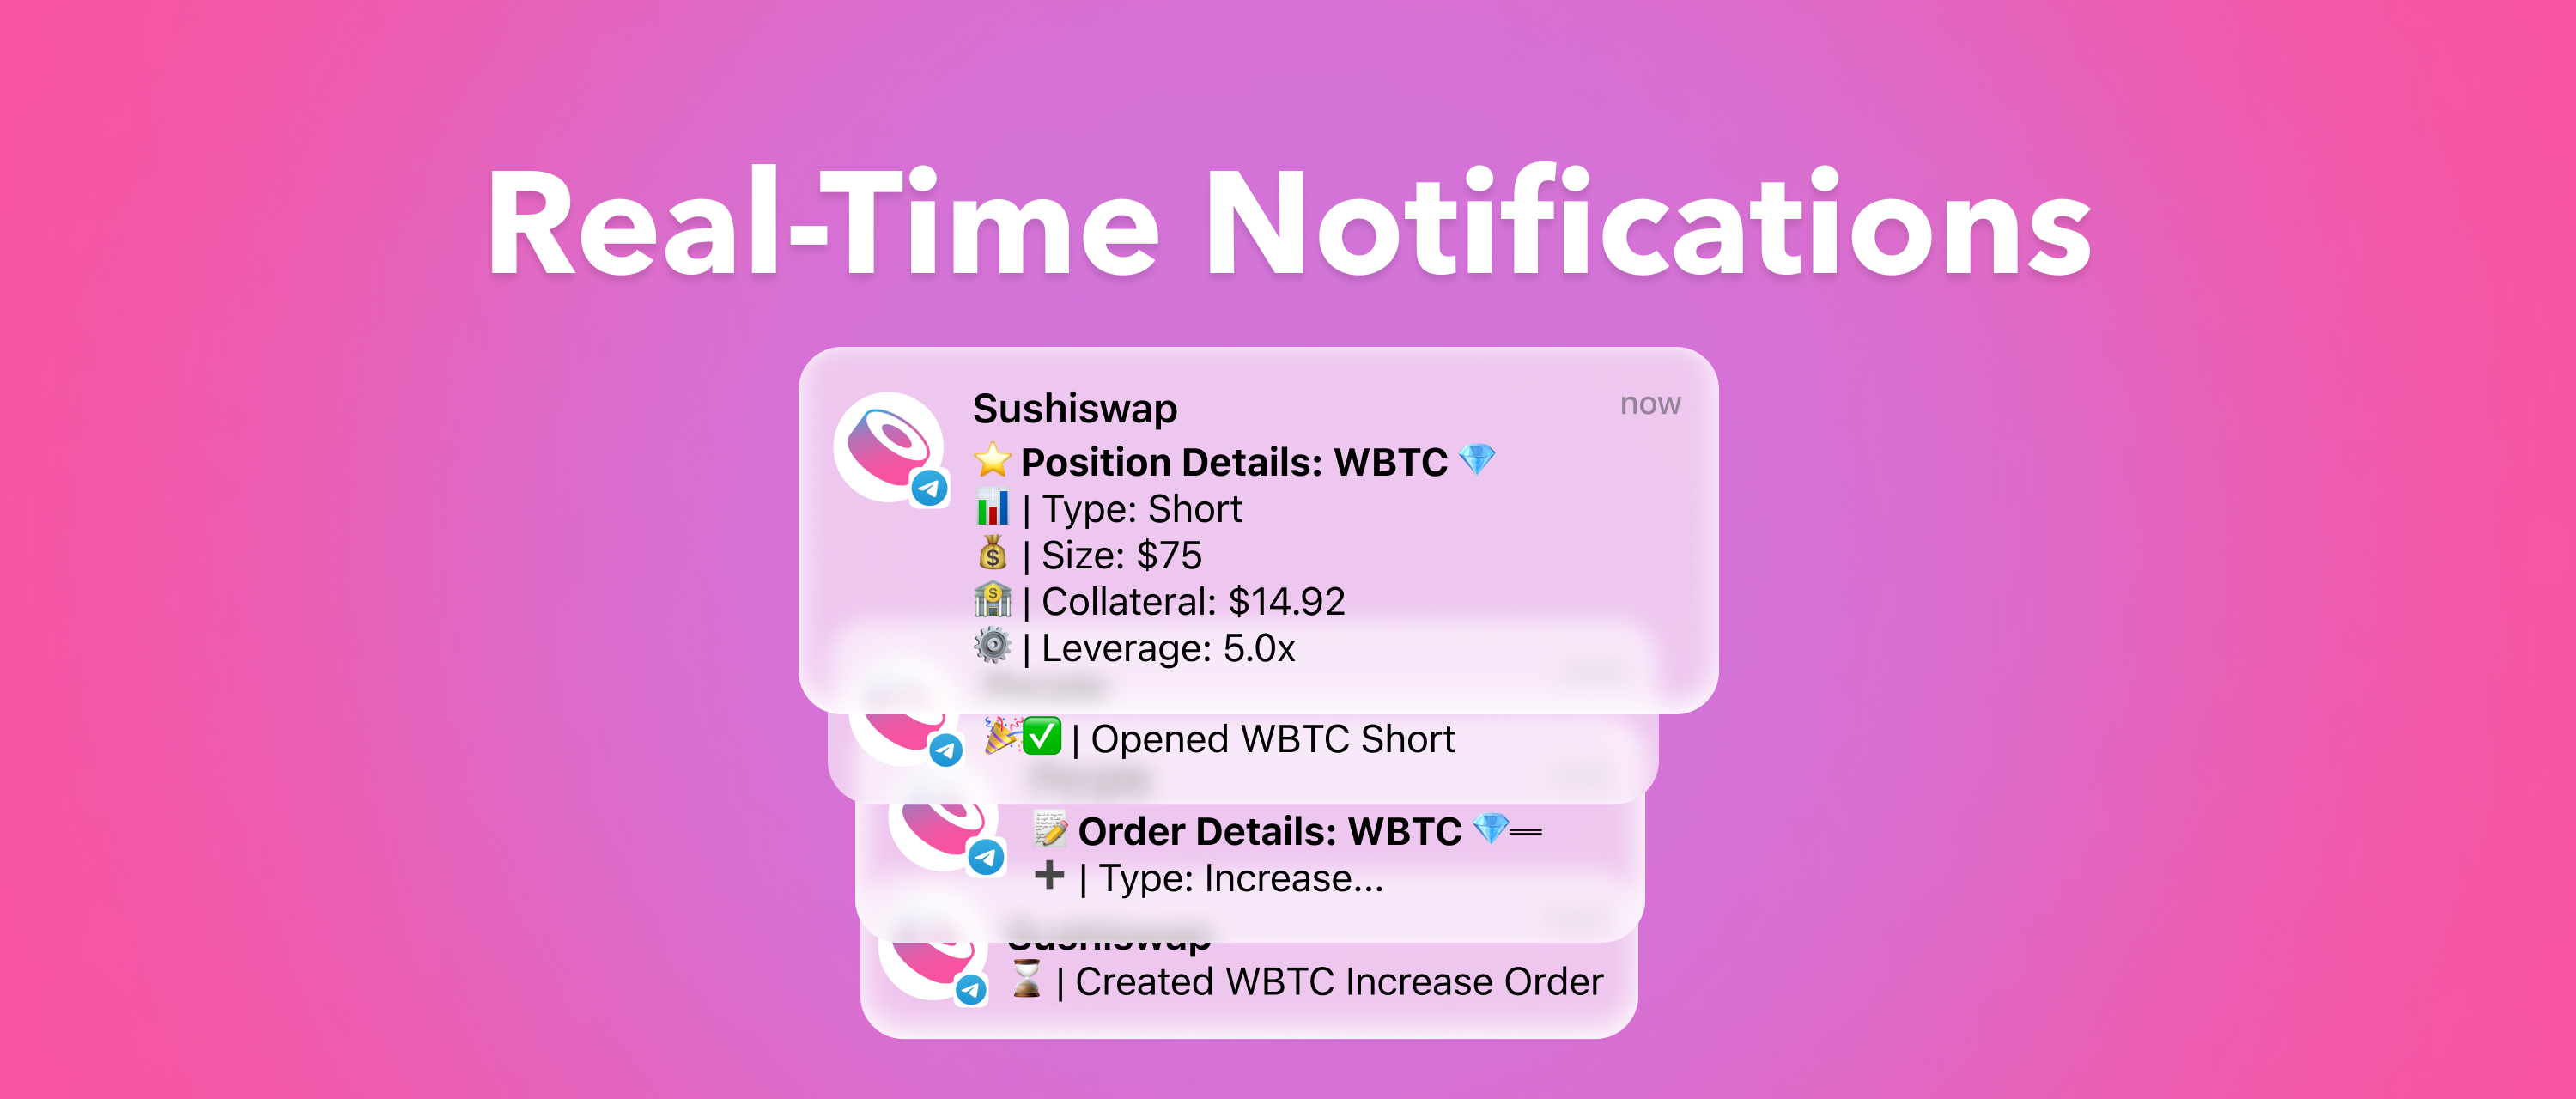 Real-Time Notifications
Sushiswap
now
⭐ Position Details: WBTC 💎
📊 | Type: Short
💰 | Size: $75
🏦 | Collateral: $14.92
⚙️ | Leverage: 5.0x
🎉✅ | Opened WBTC Short
📝 Order Details: WBTC 💎═
➕ | Type: Increase...
Sushiswap
⏳ | Created WBTC Increase Order